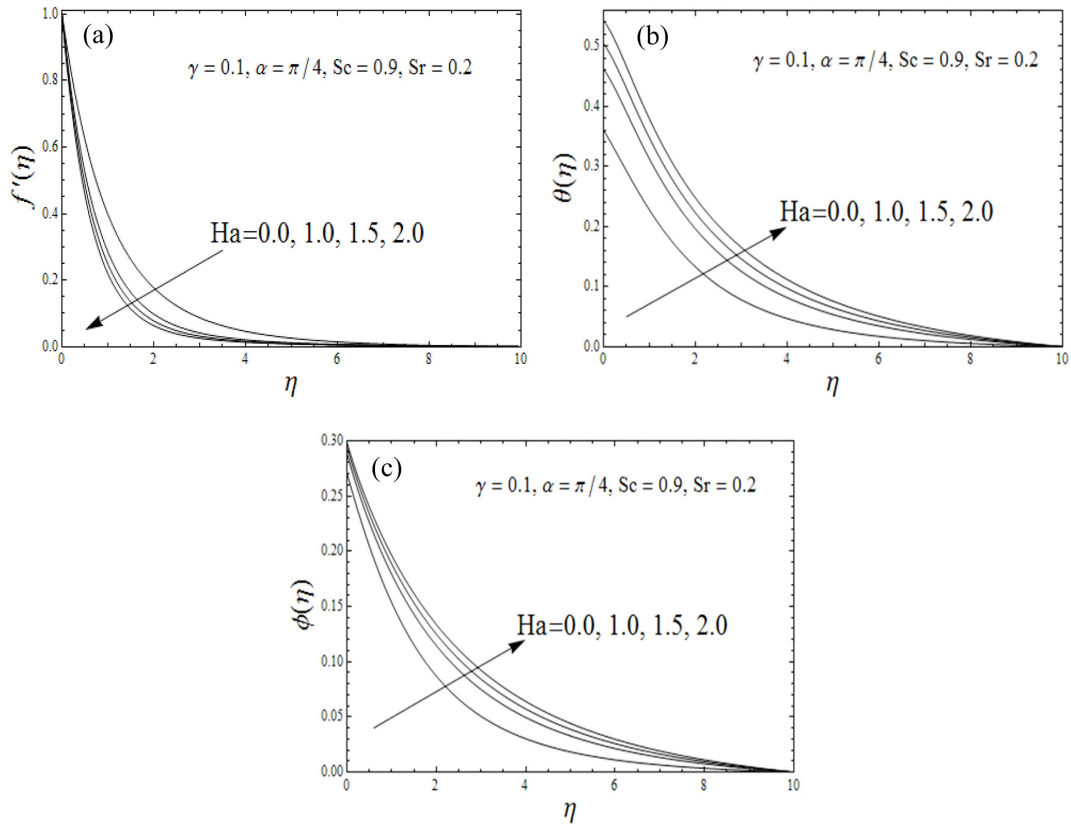 (a)
γ = 0.1, α = π/4, Sc = 0.9, Sr = 0.2
Ha=0.0, 1.0, 1.5, 2.0
f'(η)
1.0
0.8
0.6
0.4
0.2
0.0
0 2 4 6 8 10
η
(b)
γ = 0.1, α = π/4, Sc = 0.9, Sr = 0.2
Ha=0.0, 1.0, 1.5, 2.0
θ(η)
0.5
0.4
0.3
0.2
0.1
0.0
0 2 4 6 8 10
η
(c)
γ = 0.1, α = π/4, Sc = 0.9, Sr = 0.2
Ha=0.0, 1.0, 1.5, 2.0
ϕ(η)
0.30
0.25
0.20
0.15
0.10
0.05
0.00
0 2 4 6 8 10
η